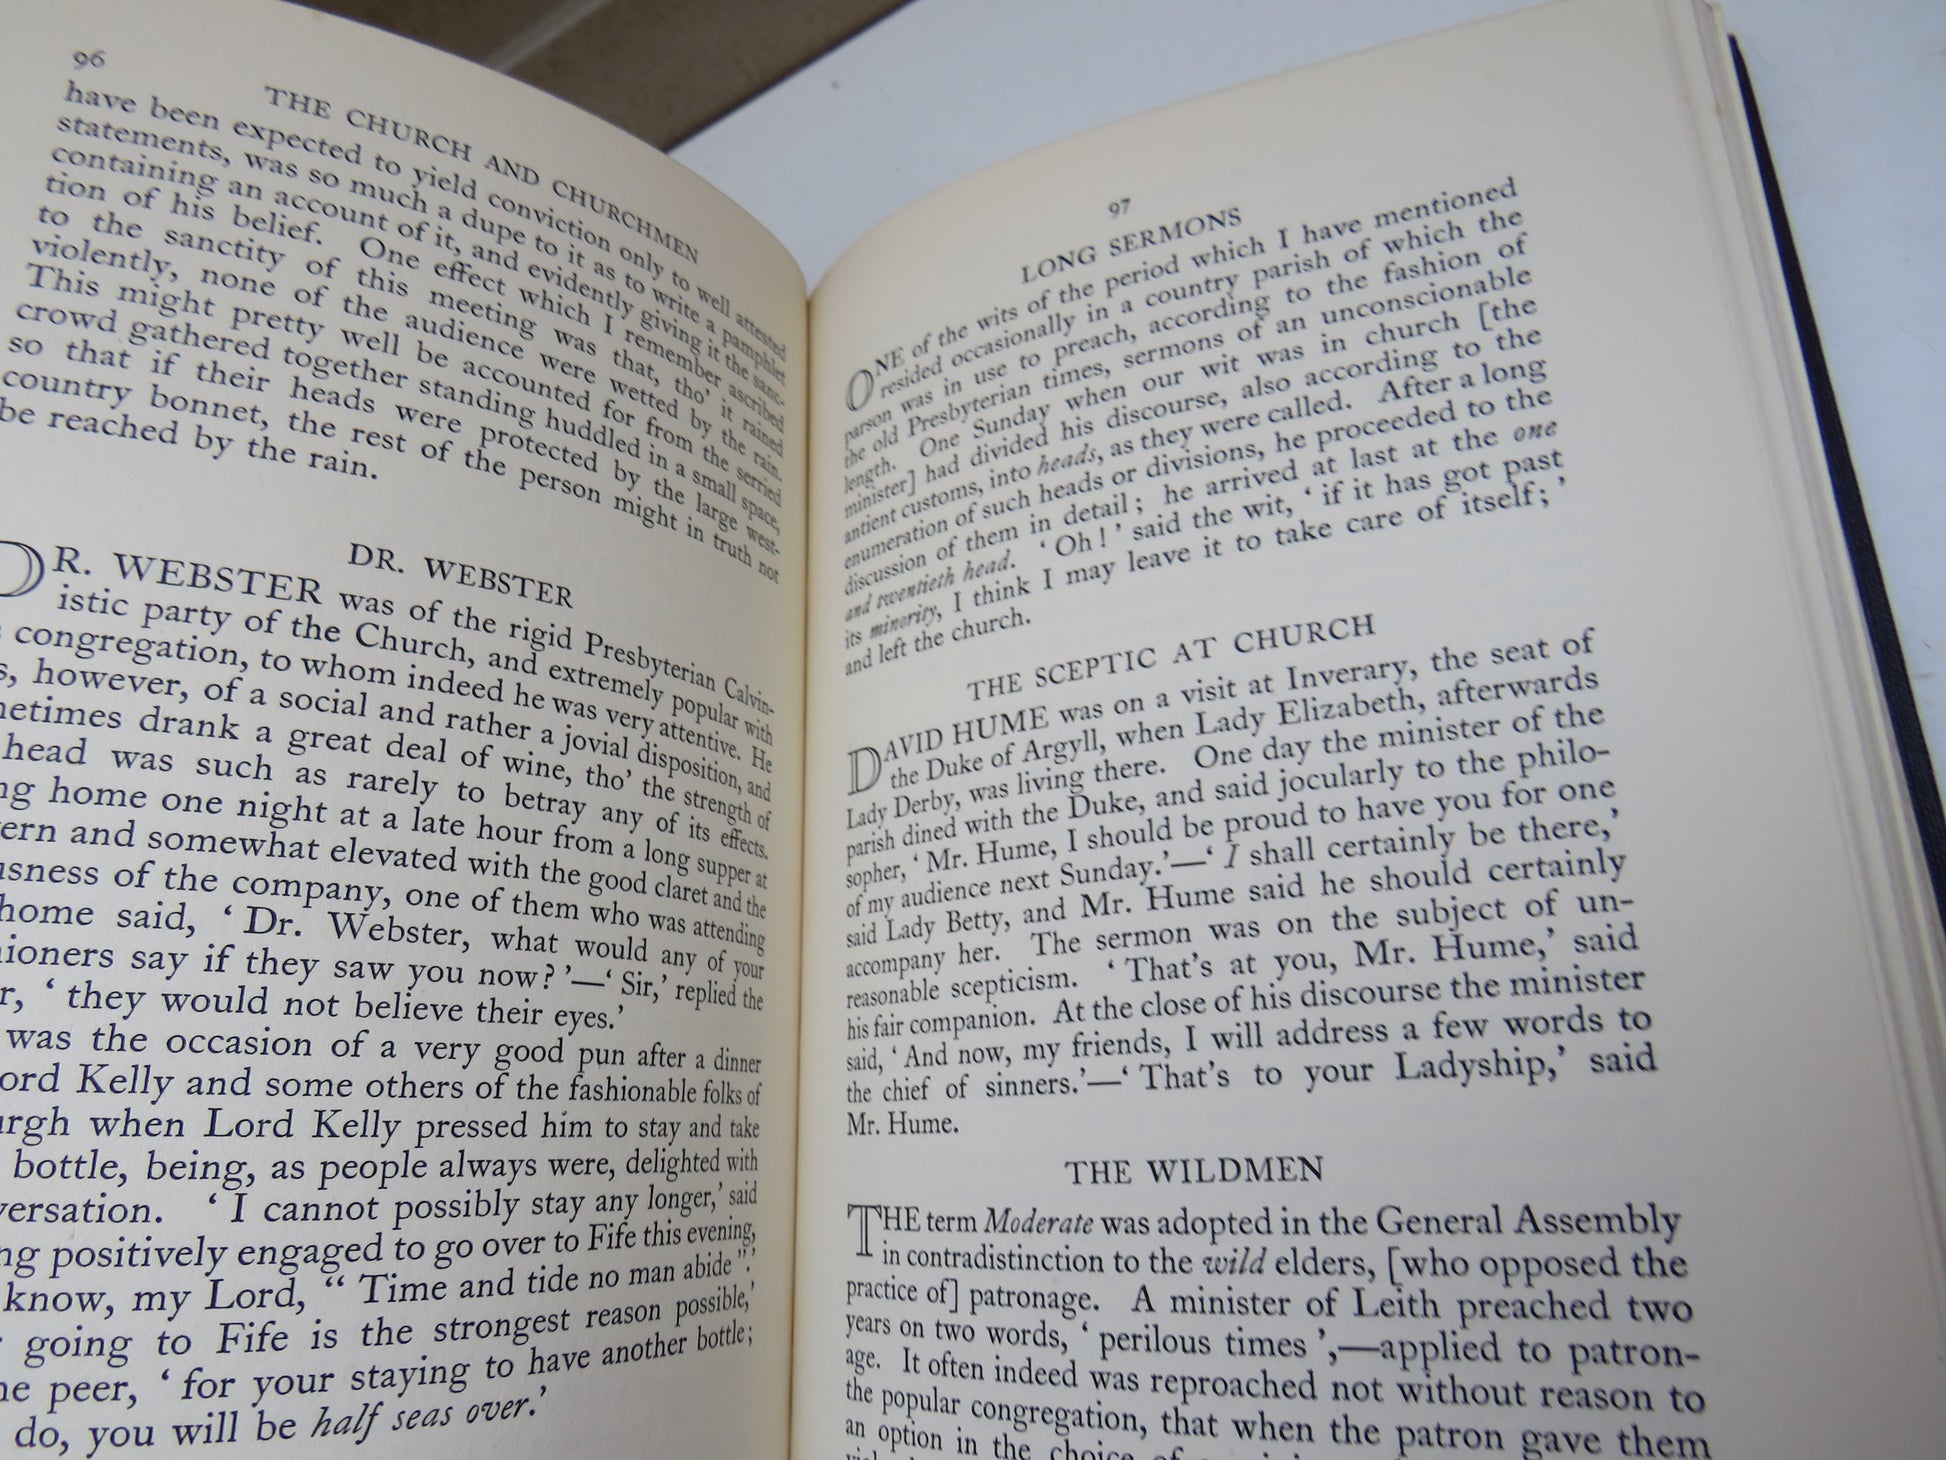 96
THE CHURCH AND CHURCHMEN
have been expected to yield conviction only to well attested
statements, was so much a dupe to it as to write a pamphlet
containing an account of it, and evidently giving it the sanc-
tion of his belief. One effect which I remember ascribed
to the sanctity of this meeting was that, tho' it rained
violently, none of the audience were wetted by the rain.
This might pretty well be accounted for from the serried
crowd gathered together standing huddled in a small space,
so that if their heads were protected by the large west-
country bonnet, the rest of the person might in truth not
be reached by the rain.
DR. WEBSTER
DR. WEBSTER was of the rigid Presbyterian Calvin-
istic party of the Church, and extremely popular with
congregation, to whom indeed he was very attentive. He
however, of a social and rather a jovial disposition, and
metimes drank a great deal of wine, tho' the strength of
head was such as rarely to betray any of its effects.
ng home one night at a late hour from a long supper at
ern and somewhat elevated with the good claret and the
usness of the company, one of them who was attending
home said, ‘ Dr. Webster, what would any of your
ioners say if they saw you now? ’—‘ Sir,’ replied the
r, ‘ they would not believe their eyes.’
was the occasion of a very good pun after a dinner
ord Kelly and some others of the fashionable folks of
urgh when Lord Kelly pressed him to stay and take
bottle, being, as people always were, delighted with
versation. ‘ I cannot possibly stay any longer,’ said
ng positively engaged to go over to Fife this evening,
know, my Lord, “ Time and tide no man abide ”.’
going to Fife is the strongest reason possible,’
he peer, ‘ for your staying to have another bottle;
do, you will be half seas over.’
97
LONG SERMONS
ONE of the wits of the period which I have mentioned
resided occasionally in a country parish of which the
parson was in use to preach, according to the fashion of
the old Presbyterian times, sermons of an unconscionable
length. One Sunday when our wit was in church [the
minister] had divided his discourse, also according to the
antient customs, into heads, as they were called. After a long
enumeration of such heads or divisions, he proceeded to the
discussion of them in detail ; he arrived at last at the one
and twentieth head. ‘ Oh ! ’ said the wit, ‘ if it has got past
its minority, I think I may leave it to take care of itself; ’
and left the church.
THE SCEPTIC AT CHURCH
DAVID HUME was on a visit at Inverary, the seat of
the Duke of Argyll, when Lady Elizabeth, afterwards
Lady Derby, was living there. One day the minister of the
parish dined with the Duke, and said jocularly to the philo-
sopher, ‘ Mr. Hume, I should be proud to have you for one
of my audience next Sunday.’—‘ I shall certainly be there,’
said Lady Betty, and Mr. Hume said he should certainly
accompany her. The sermon was on the subject of un-
reasonable scepticism. ‘ That's at you, Mr. Hume,’ said
his fair companion. At the close of his discourse the minister
said, ‘ And now, my friends, I will address a few words to
the chief of sinners.’—‘ That's to your Ladyship,’ said
Mr. Hume.
THE WILDMEN
THE term Moderate was adopted in the General Assembly
in contradistinction to the wild elders, [who opposed the
practice of] patronage. A minister of Leith preached two
years on two words, ‘ perilous times ’,—applied to patron-
age. It often indeed was reproached not without reason to
the popular congregation, that when the patron gave them
an option in the choice of